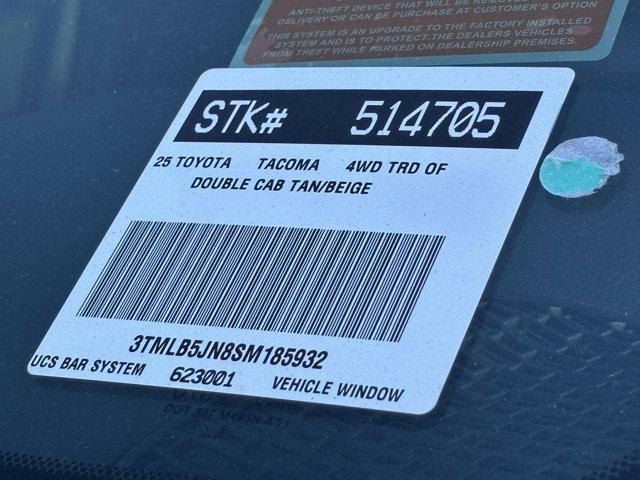 ANTI-THEFT DEVICE THAT WILL BE REMOVED
DELIVERY OR CAN BE PURCHASE AT CUSTOMER'S OPTION
THIS SYSTEM IS AN UPGRADE TO THE FACTORY INSTALLED
SYSTEM AND IS TO PROTECT THE DEALERS VEHICLES
FROM THEFT WHILE PARKED ON DEALERSHIP PREMISES.
STK# 514705
25 TOYOTA TACOMA 4WD TRD OF
DOUBLE CAB TAN/BEIGE
3TMLB5JN8SM185932
UCS BAR SYSTEM 623001 VEHICLE WINDOW
DOT 287